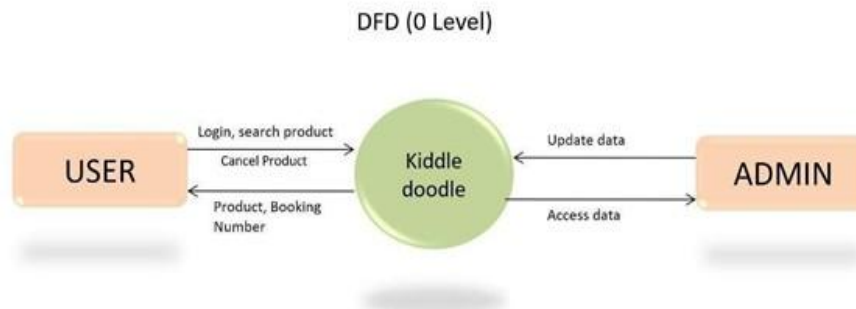 DFD (0 Level)
Login, search product
Cancel Product
USER
Product, Booking
Number
Kiddle
doodle
Update data
ADMIN
Access data